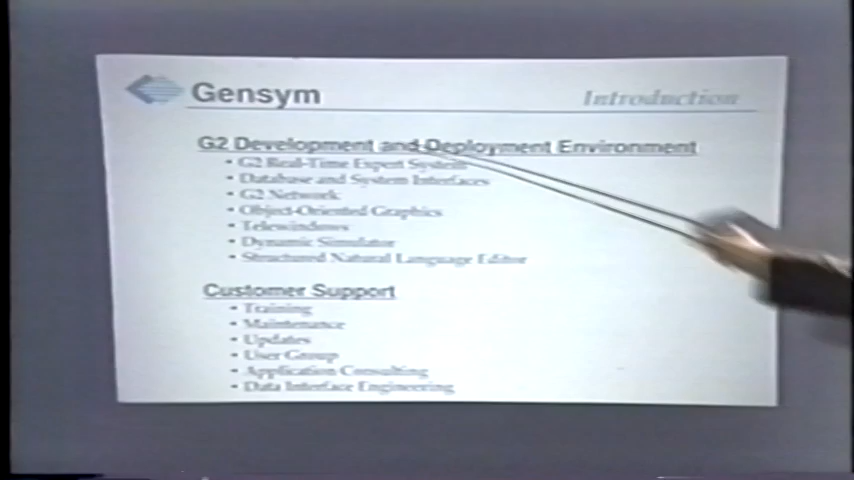 Gensym
Introduction
G2 Development and Deployment Environment
• G2 Real-Time Expert System
• Database and System Interfaces
• G2 Network
• Object-Oriented Graphics
• Telewindows
• Dynamic Simulator
• Structured Natural Language Editor
Customer Support
• Training
• Maintenance
• Updates
• User Group
• Application Consulting
• Data Interface Engineering